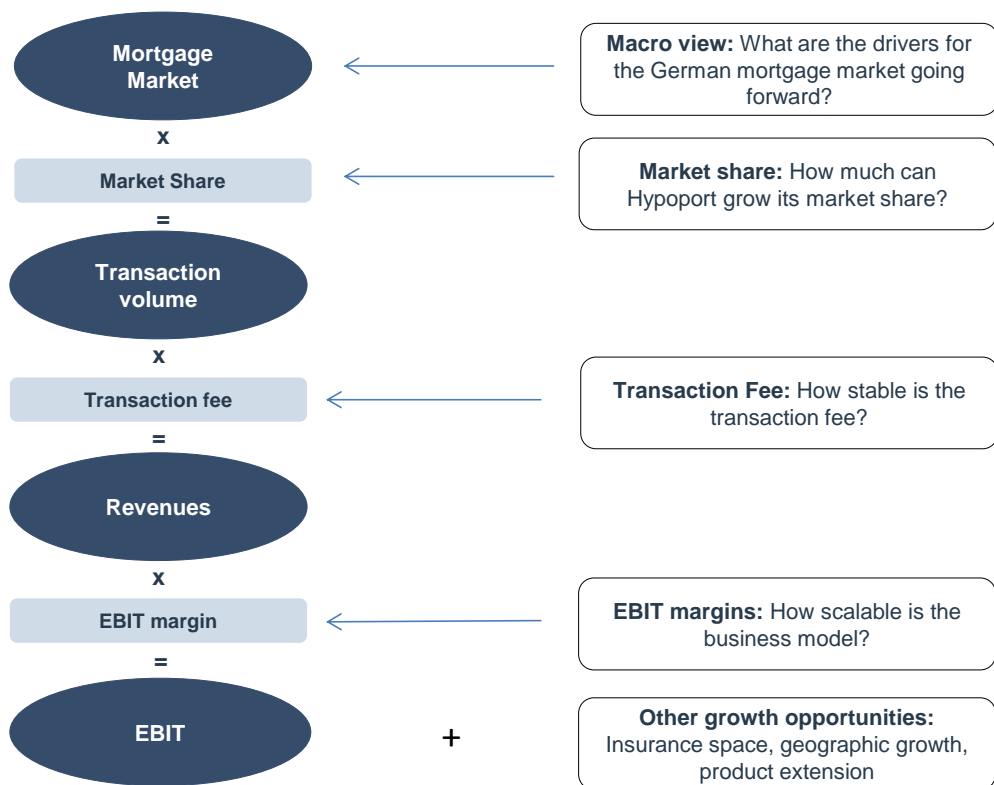 Mortgage
Market
Macro view: What are the drivers for
the German mortgage market going
forward?
x
Market Share
Market share: How much can
Hypoport grow its market share?
=
Transaction
volume
x
Transaction fee
Transaction Fee: How stable is the
transaction fee?
=
Revenues
x
EBIT margin
EBIT margins: How scalable is the
business model?
=
EBIT
+
Other growth opportunities:
Insurance space, geographic growth,
product extension